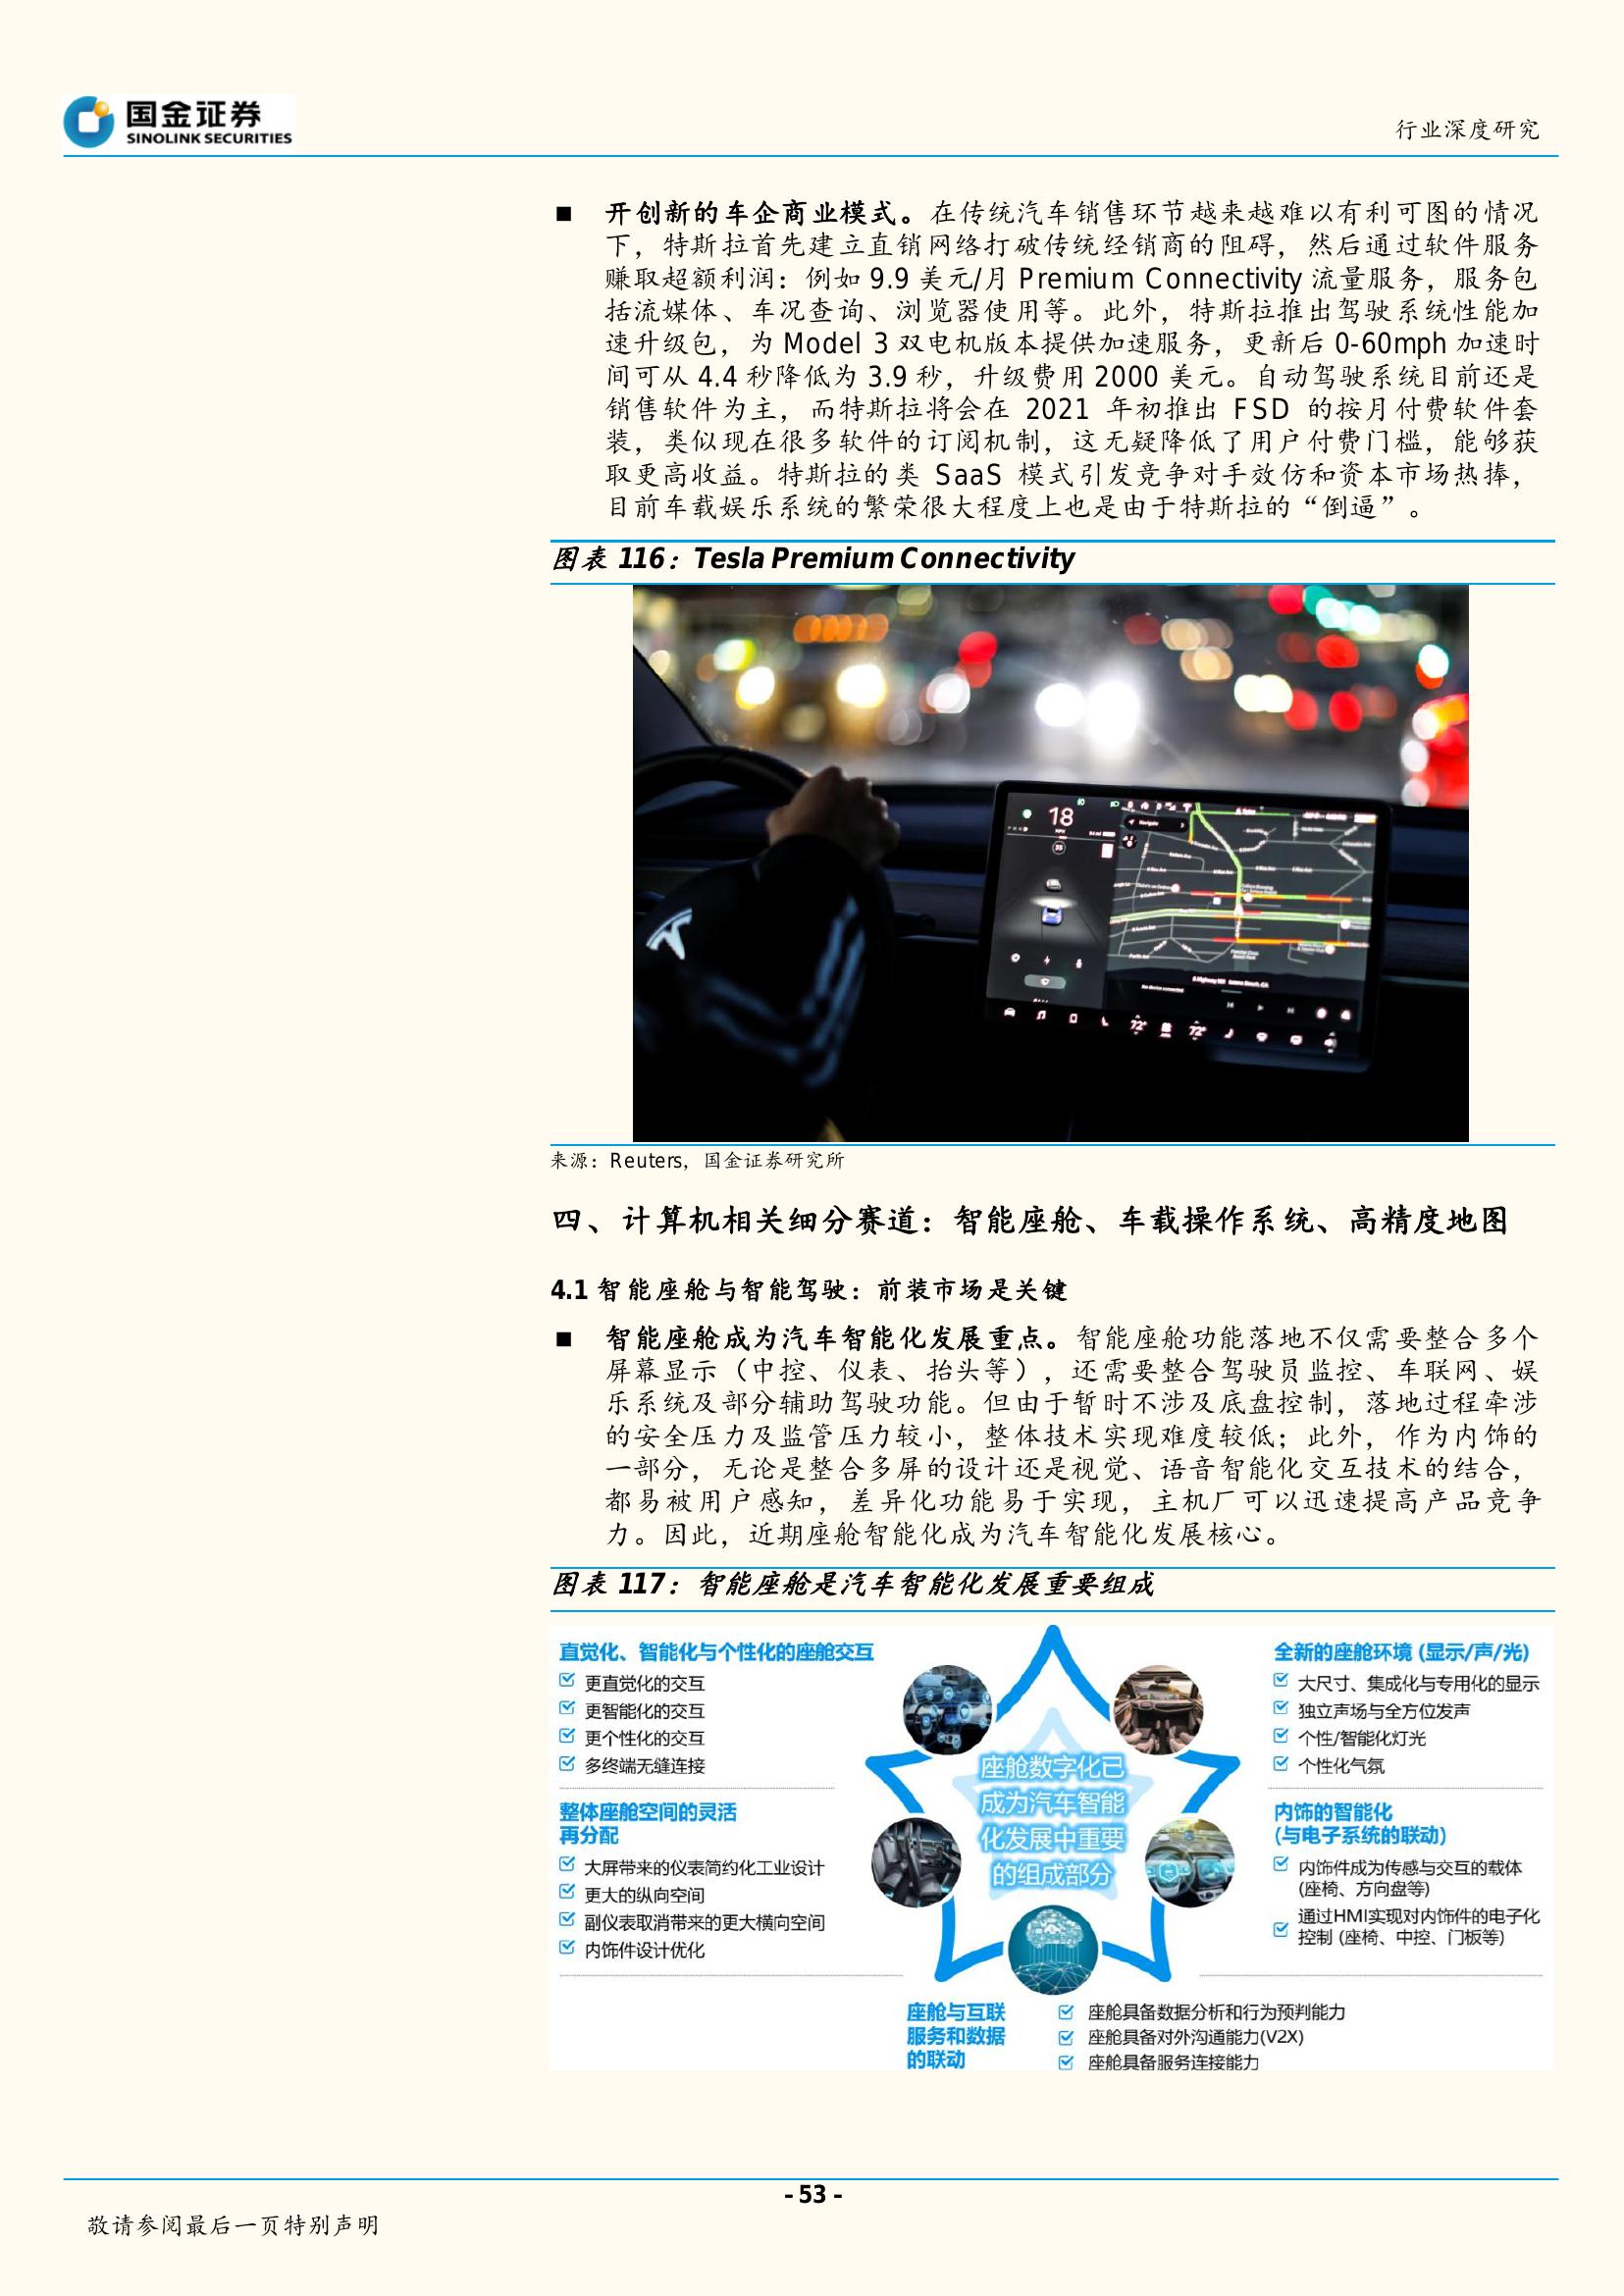 国金证券
SINOLINK SECURITIES
行业深度研究
■ 开创新的车企商业模式。在传统汽车销售环节越来越难以有利可图的情况
下，特斯拉首先建立直销网络打破传统经销商的阻碍，然后通过软件服务
赚取超额利润：例如 9.9 美元/月 Premium Connectivity 流量服务，服务包
括流媒体、车况查询、浏览器使用等。此外，特斯拉推出驾驶系统性能加
速升级包，为 Model 3 双电机版本提供加速服务，更新后 0-60mph 加速时
间可从 4.4 秒降低为 3.9 秒，升级费用 2000 美元。自动驾驶系统目前还是
销售软件为主，而特斯拉将会在 2021 年初推出 FSD 的按月付费软件套
装，类似现在很多软件的订阅机制，这无疑降低了用户付费门槛，能够获
取更高收益。特斯拉的类 SaaS 模式引发竞争对手效仿和资本市场热捧，
目前车载娱乐系统的繁荣很大程度上也是由于特斯拉的“倒逼”。
图表 116：Tesla Premium Connectivity
18
Navigate
72°
72°
来源：Reuters，国金证券研究所
四、计算机相关细分赛道：智能座舱、车载操作系统、高精度地图
4.1 智能座舱与智能驾驶：前装市场是关键
■ 智能座舱成为汽车智能化发展重点。智能座舱功能落地不仅需要整合多个
屏幕显示（中控、仪表、抬头等），还需要整合驾驶员监控、车联网、娱
乐系统及部分辅助驾驶功能。但由于暂时不涉及底盘控制，落地过程牵涉
的安全压力及监管压力较小，整体技术实现难度较低；此外，作为内饰的
一部分，无论是整合多屏的设计还是视觉、语音智能化交互技术的结合，
都易被用户感知，差异化功能易于实现，主机厂可以迅速提高产品竞争
力。因此，近期座舱智能化成为汽车智能化发展核心。
图表 117：智能座舱是汽车智能化发展重要组成
直觉化、智能化与个性化的座舱交互
更直觉化的交互
更智能化的交互
更个性化的交互
多终端无缝连接
整体座舱空间的灵活
再分配
大屏带来的仪表简约化工业设计
更大的纵向空间
副仪表取消带来的更大横向空间
内饰件设计优化
座舱数字化已
成为汽车智能
化发展中重要
的组成部分
全新的座舱环境 (显示/声/光)
大尺寸、集成化与专用化的显示
独立声场与全方位发声
个性/智能化灯光
个性化气氛
内饰的智能化
(与电子系统的联动)
内饰件成为传感与交互的载体
(座椅、方向盘等)
通过HMI实现对内饰件的电子化
控制 (座椅、中控、门板等)
座舱与互联
服务和数据
的联动
座舱具备数据分析和行为预判能力
座舱具备对外沟通能力(V2X)
座舱具备服务连接能力
- 53 -
敬请参阅最后一页特别声明